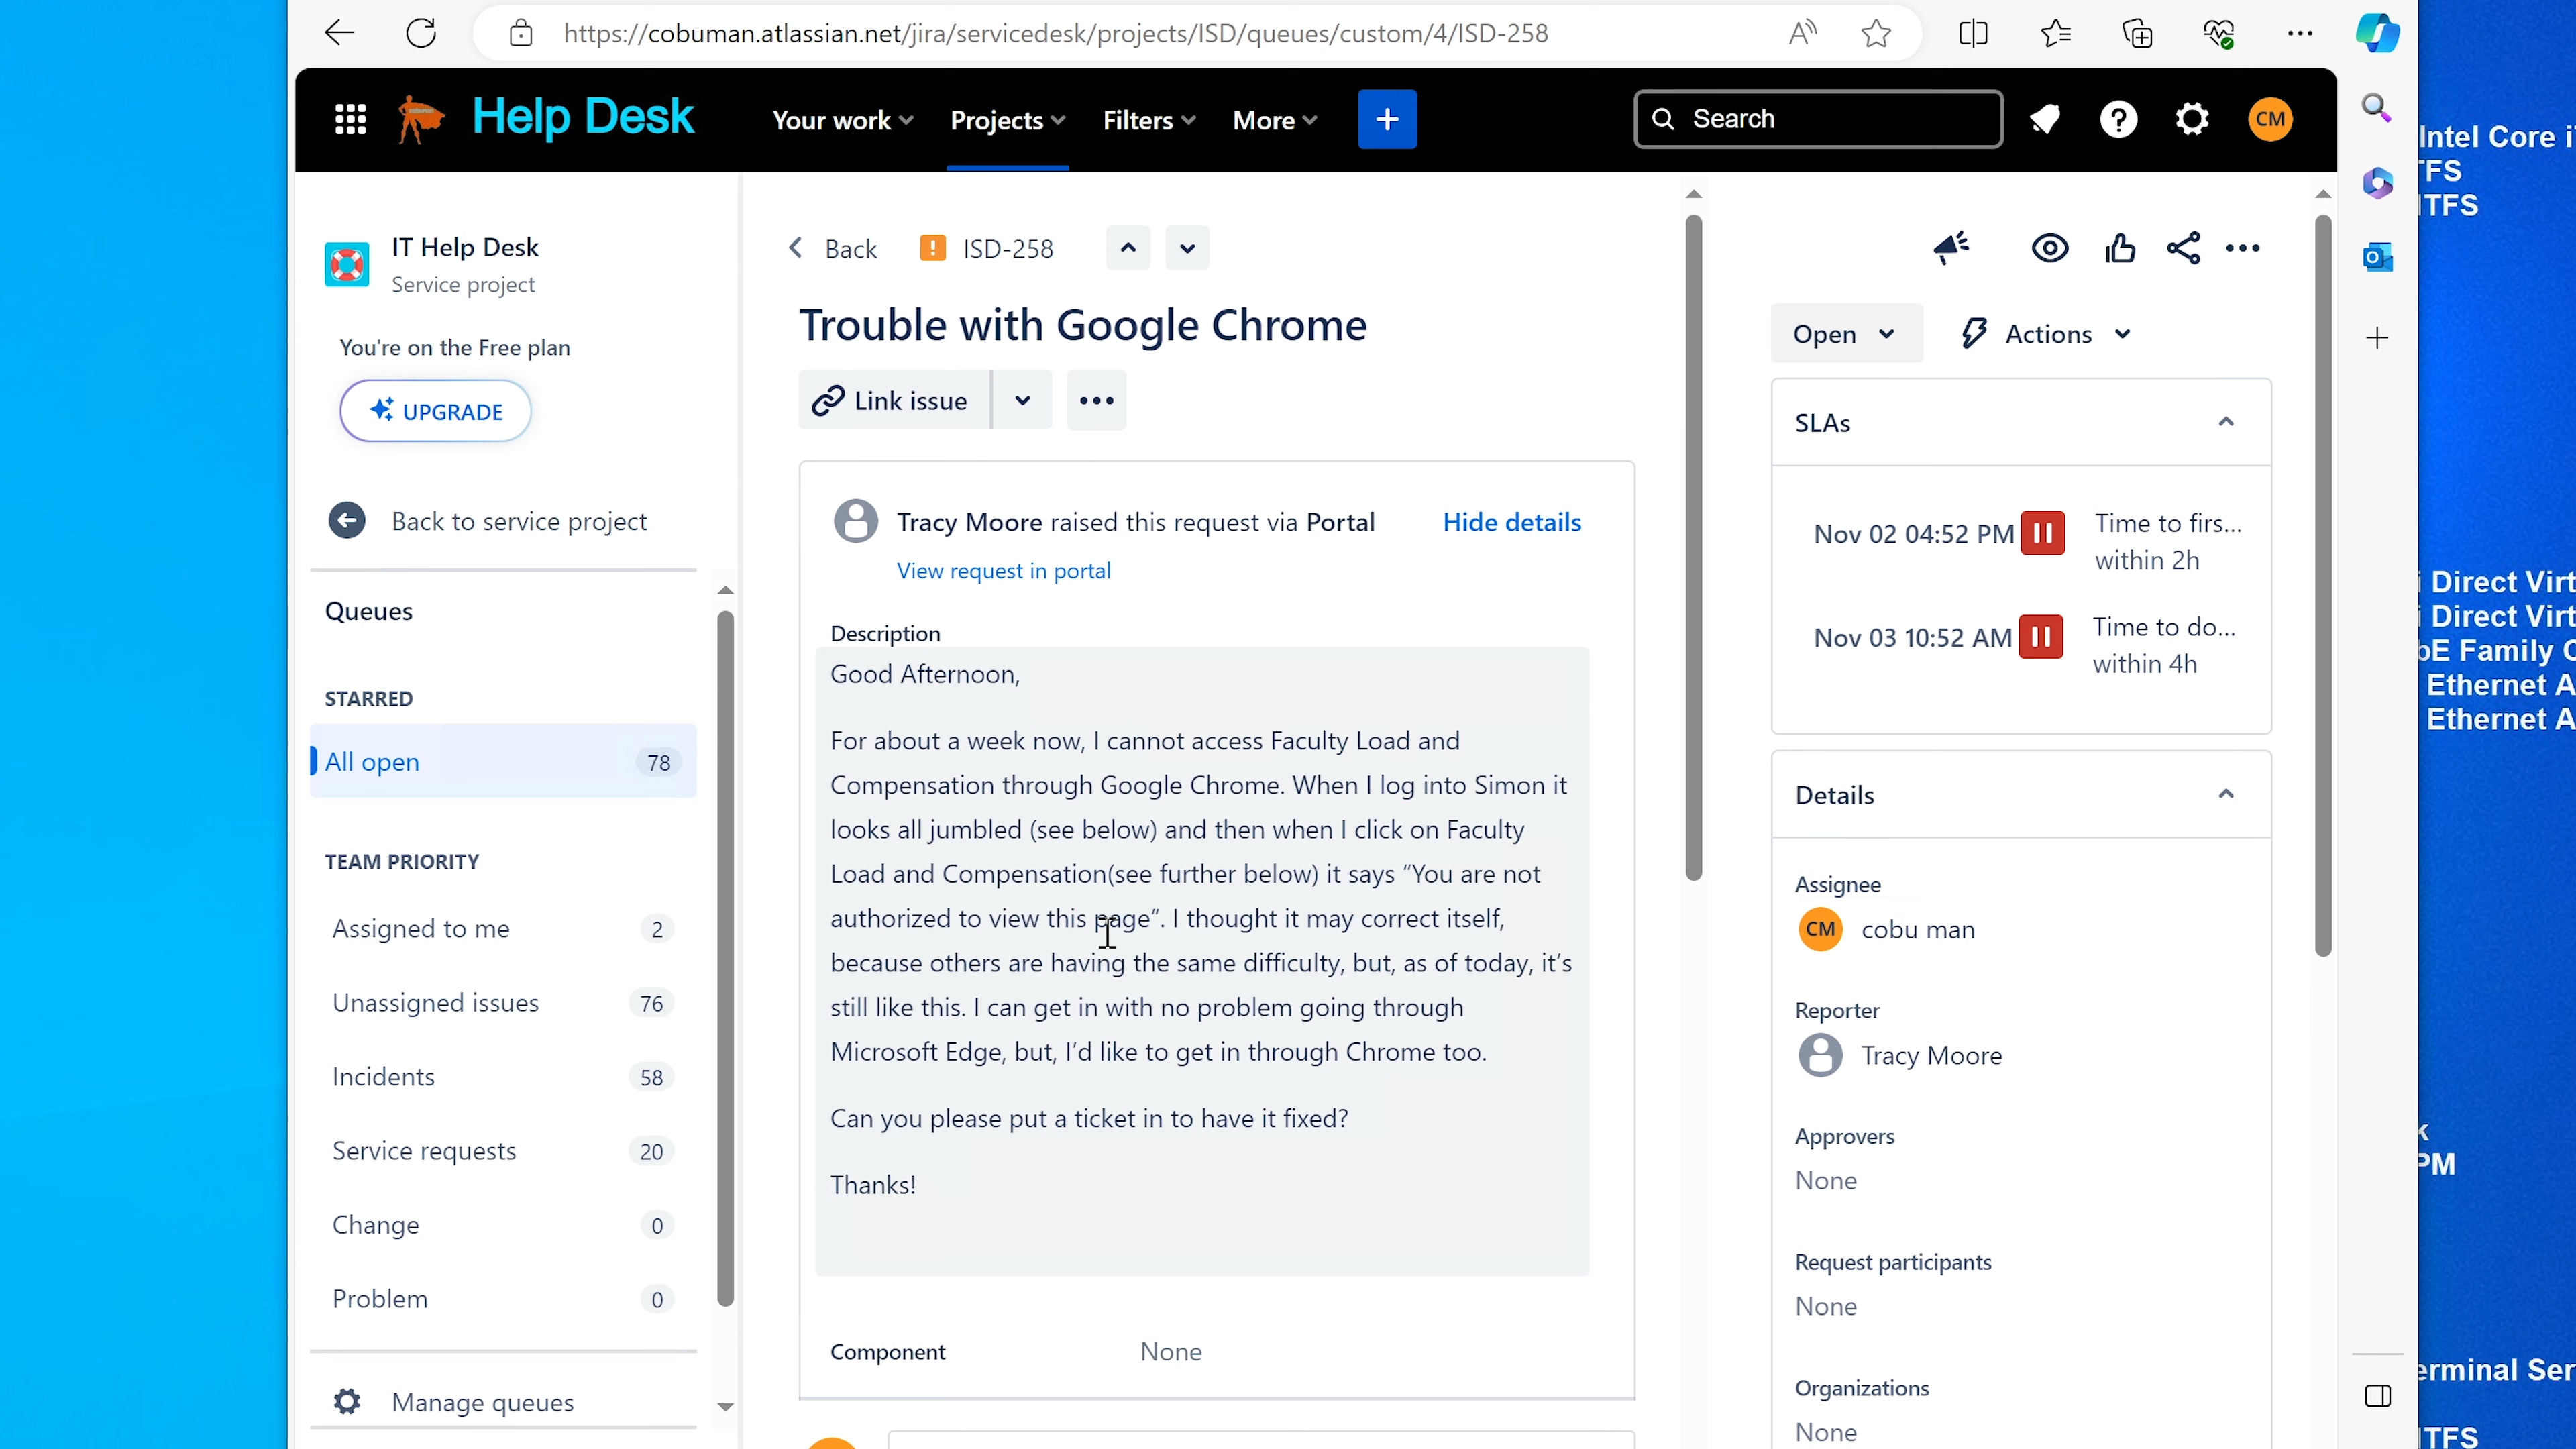 https://cobuman.atlassian.net/jira/servicedesk/projects/ISD/queues/custom/4/ISD-258
Help Desk
Your work
Projects
Filters
More
Search
CM
IT Help Desk
Service project
You're on the Free plan
UPGRADE
Back to service project
Queues
STARRED
All open 78
TEAM PRIORITY
Assigned to me 2
Unassigned issues 76
Incidents 58
Service requests 20
Change 0
Problem 0
Manage queues
Back
ISD-258
Trouble with Google Chrome
Link issue
Tracy Moore raised this request via Portal
Hide details
View request in portal
Description
Good Afternoon,
For about a week now, I cannot access Faculty Load and
Compensation through Google Chrome. When I log into Simon it
looks all jumbled (see below) and then when I click on Faculty
Load and Compensation(see further below) it says “You are not
authorized to view this page”. I thought it may correct itself,
because others are having the same difficulty, but, as of today, it’s
still like this. I can get in with no problem going through
Microsoft Edge, but, I’d like to get in through Chrome too.
Can you please put a ticket in to have it fixed?
Thanks!
Component None
Open
Actions
SLAs
Nov 02 04:52 PM
Time to firs...
within 2h
Nov 03 10:52 AM
Time to do...
within 4h
Details
Assignee
CM cobu man
Reporter
Tracy Moore
Approvers
None
Request participants
None
Organizations
None
Intel Core i
TFS
Direct Virt
Direct Virt
bE Family C
Ethernet A
Ethernet A
PM
erminal Ser